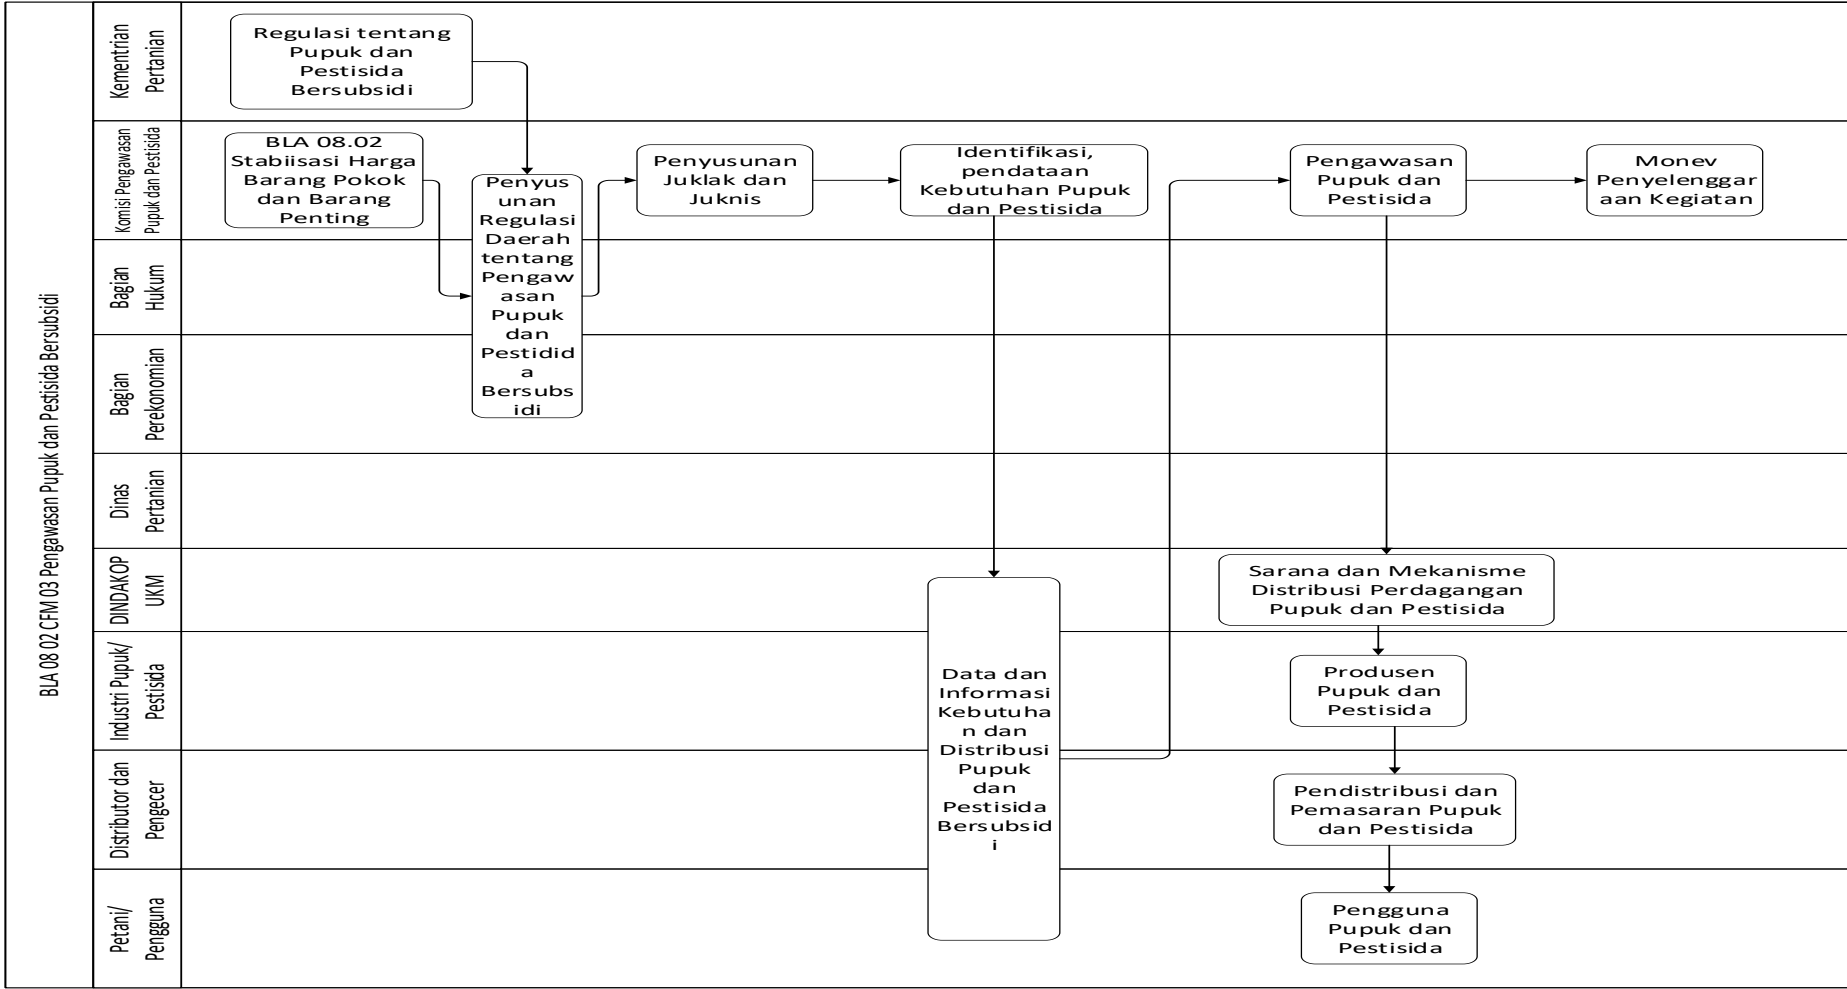 BLA 08 02 CFM 03 Pengawasan Pupuk dan Pestisida Bersubsidi
Kementrian
Pertanian
Regulasi tentang
Pupuk dan
Pestisida
Bersubsidi
Komisi Pengawasan
Pupuk dan Pestisida
BLA 08.02
Stabiisasi Harga
Barang Pokok
dan Barang
Penting
Penyus
unan
Regulasi
Daerah
tentang
Pengaw
asan
Pupuk
dan
Pestidid
a
Bersubs
idi
Penyusunan
Juklak dan
Juknis
Identifikasi,
pendataan
Kebutuhan Pupuk
dan Pestisida
Pengawasan
Pupuk dan
Pestisida
Monev
Penyelenggar
aan Kegiatan
Bagian
Hukum
Bagian
Perekonomian
Dinas
Pertanian
DINDAKOP
UKM
Data dan
Informasi
Kebutuha
n dan
Distribusi
Pupuk
dan
Pestisida
Bersubsid
i
Sarana dan Mekanisme
Distribusi Perdagangan
Pupuk dan Pestisida
Industri Pupuk/
Pestisida
Produsen
Pupuk dan
Pestisida
Distributor dan
Pengecer
Pendistribusi dan
Pemasaran Pupuk
dan Pestisida
Petani/
Pengguna
Pengguna
Pupuk dan
Pestisida